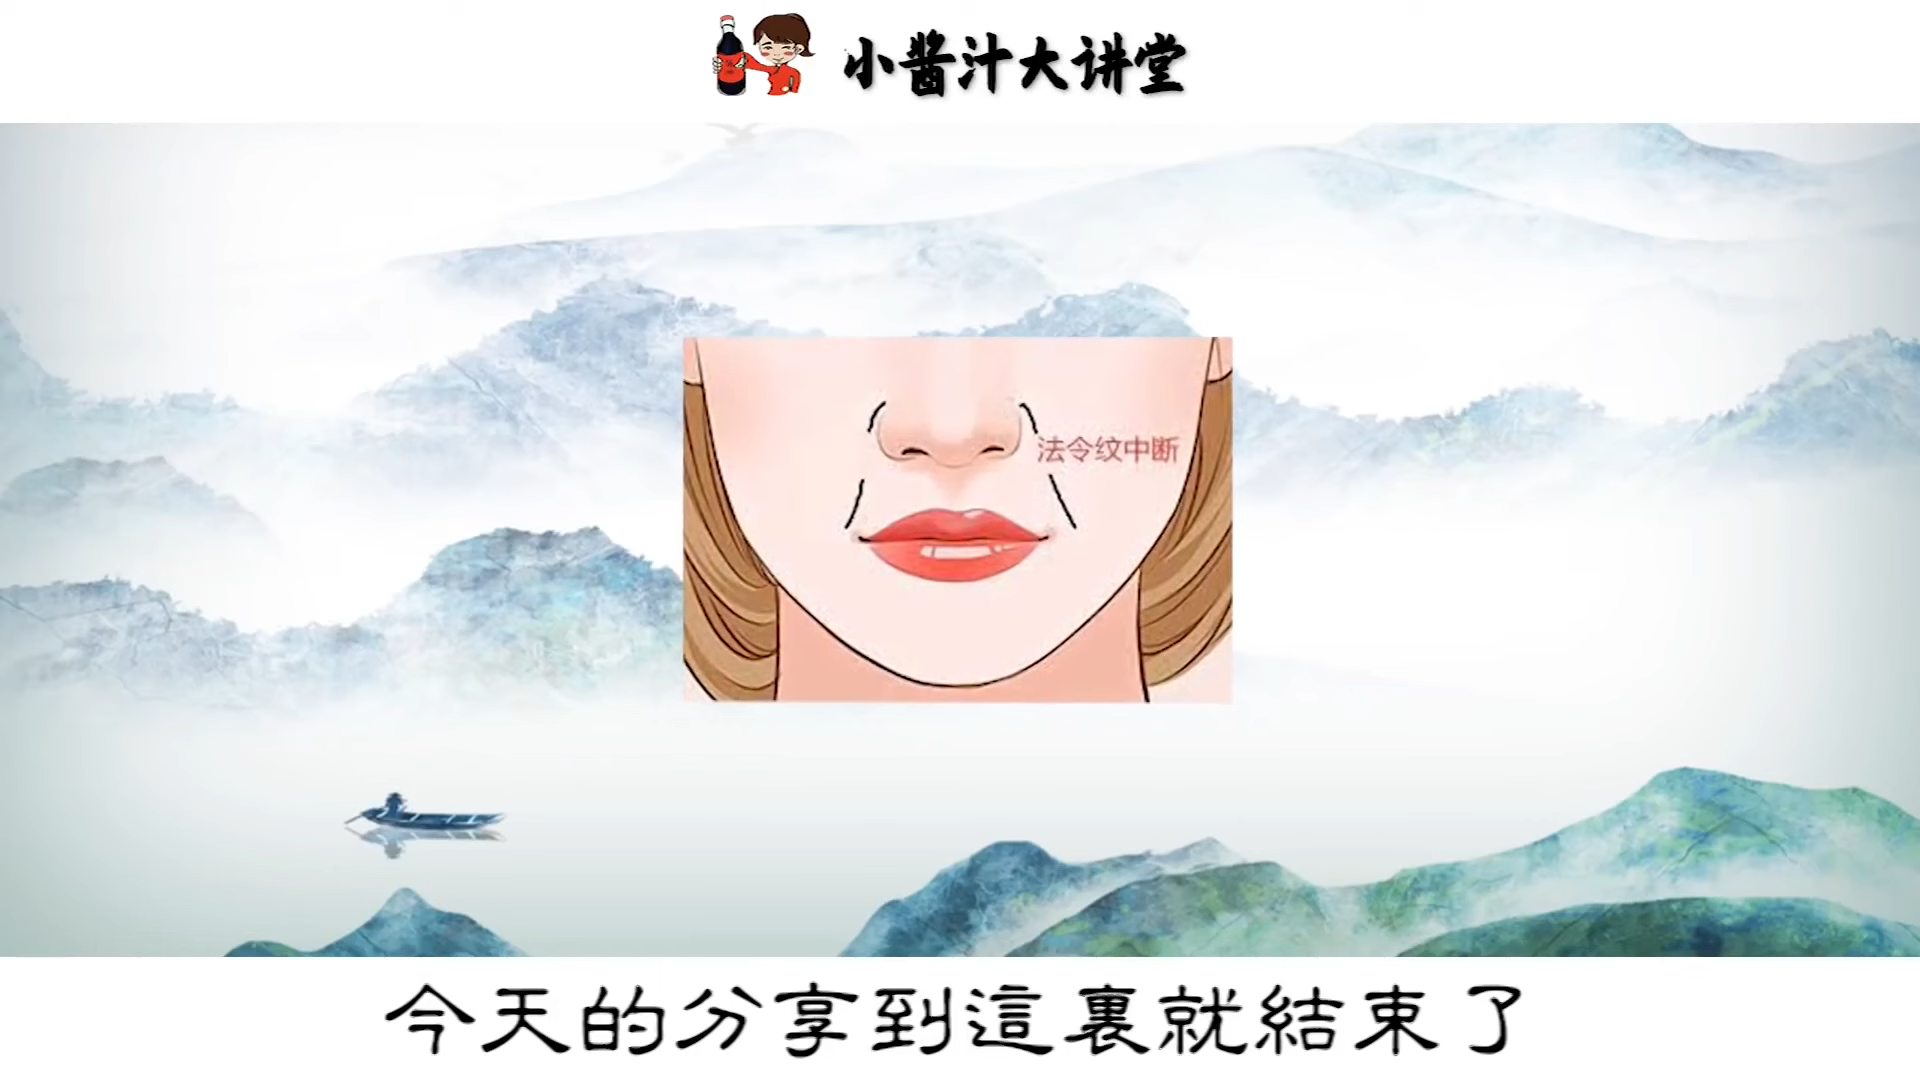 小酱汁大讲堂
法令纹中断
今天的分享到這裏就結束了